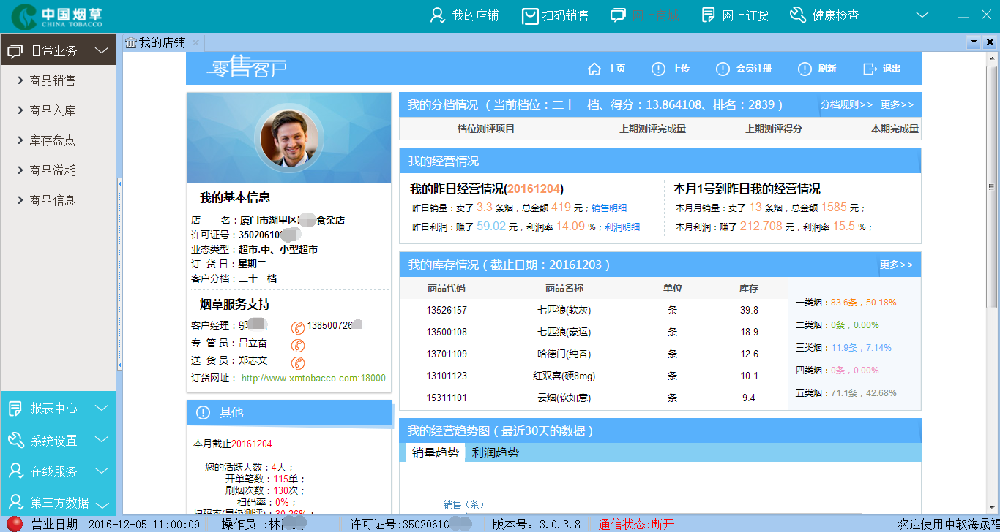 中国烟草
CHINA TOBACCO
我的店铺 扫码销售 网上订货 健康检查
日常业务
商品销售
商品入库
库存盘点
商品溢耗
商品信息
报表中心
系统设置
在线服务
第三方数据
我的店铺
零售客户
主页 上传 会员注册 刷新 退出
我的基本信息
店 名：厦门市湖里区 食杂店
许可证号：35020610
业态类型：超市.中、小型超市
订 货 日：星期二
客户分档：二十一档
烟草服务支持
客户经理：邬 138500726
专 管 员：吕立奋
送 货 员：郑志文
订货网址： http://www.xmtobacco.com:18000
其他
本月截止20161204
您的活跃天数：4天；
开单笔数：115单；
刷烟次数：130次；
扫码率：0%；
扫码率(星级测评)：30.26%；
我的分档情况（当前档位：二十一档、得分：13.864108、排名：2839） 分档规则>> 更多>>
档位测评项目 上期测评完成量 上期测评得分 本期完成量
我的经营情况
我的昨日经营情况(20161204)
昨日销量：卖了 3.3 条烟，总金额 419 元；销售明细
昨日利润：赚了 59.02 元，利润率 14.09 %；利润明细
本月1号到昨日我的经营情况
本月月销量：卖了 13 条烟，总金额 1585 元；
本月利润：赚了 212.708 元，利润率 15.5 %；
我的库存情况（截止日期：20161203） 更多>>
商品代码 商品名称 单位 库存
13526157 七匹狼(软灰) 条 39.8
13500108 七匹狼(豪运) 条 18.9
13701109 哈德门(纯香) 条 12.6
13101123 红双喜(硬8mg) 条 10.1
15311101 云烟(软如意) 条 9.4
一类烟：83.6条，50.18%
二类烟：0条，0.00%
三类烟：11.9条，7.14%
四类烟：0条，0.00%
五类烟：71.1条，42.68%
我的经营趋势图（最近30天的数据）
销量趋势 利润趋势
销售（条）
营业日期 2016-12-05 11:00:09 操作员 :林 许可证号:3502061 版本号：3.0.3.8 通信状态:断开 欢迎使用中软海晟福